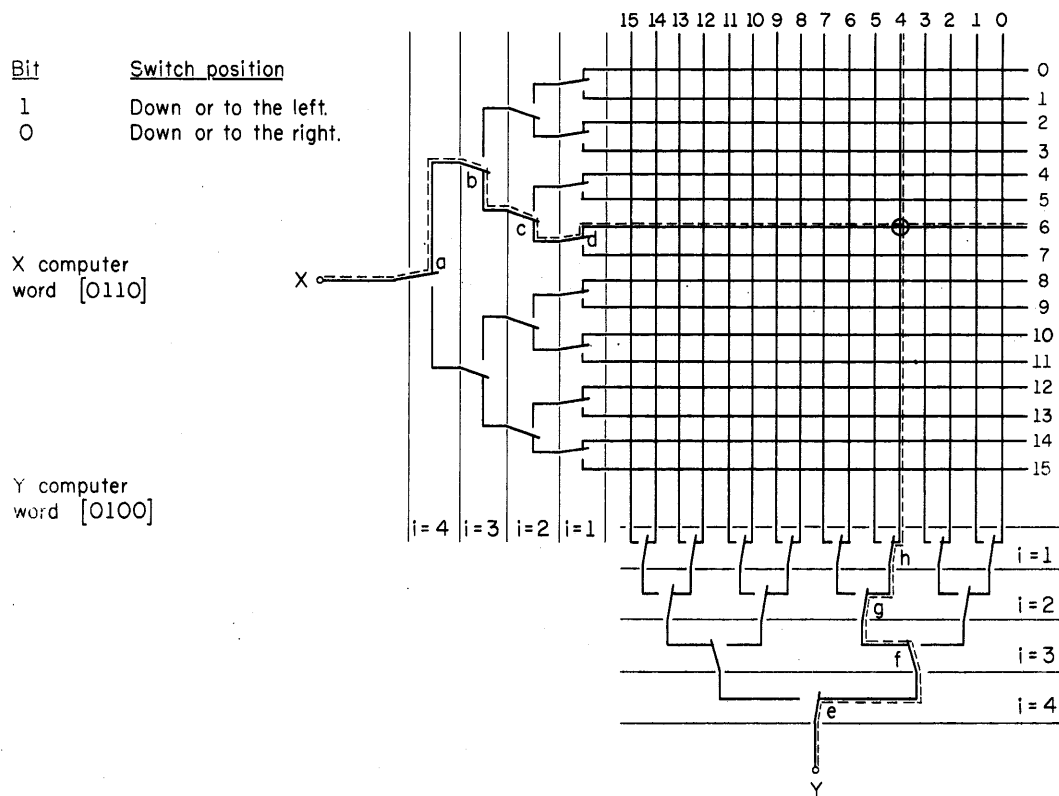 15 14 13 12 11 10 9 8 7 6 5 4 3 2 1 0
Bit Switch position
1 Down or to the left.
0 Down or to the right.
0
1
2
3
4
5
6
7
8
9
10
11
12
13
14
15
X computer
word [0110]
X
a
b
c
d
Y computer
word [0100]
i=4 i=3 i=2 i=1
h
i=1
g
i=2
f
i=3
e
i=4
Y